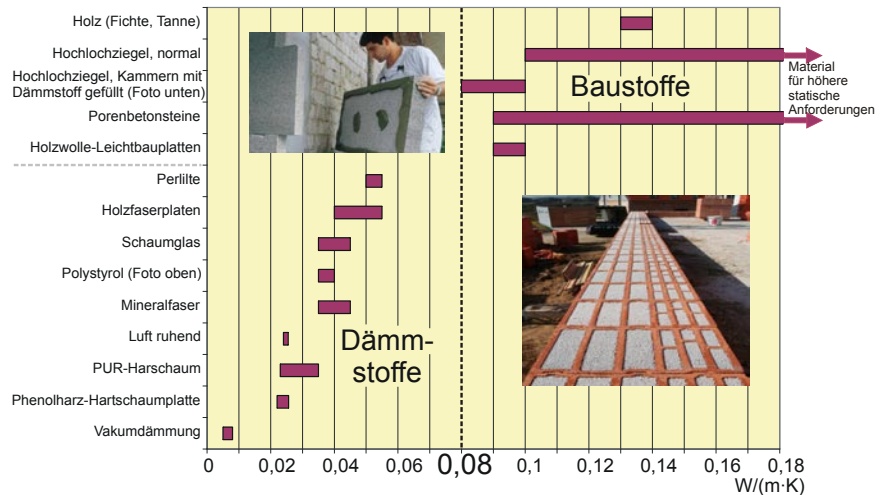 Holz (Fichte, Tanne)
Hochlochziegel, normal
Hochlochziegel, Kammern mit
Dämmstoff gefüllt (Foto unten)
Porenbetonsteine
Holzwolle-Leichtbauplatten
Perlilte
Holzfaserplaten
Schaumglas
Polystyrol (Foto oben)
Mineralfaser
Luft ruhend
PUR-Harschaum
Phenolharz-Hartschaumplatte
Vakumdämmung
Baustoffe
Material
für höhere
statische
Anforderungen
Dämm-
stoffe
0 0,02 0,04 0,06 0,08 0,1 0,12 0,14 0,16 0,18
W/(m·K)